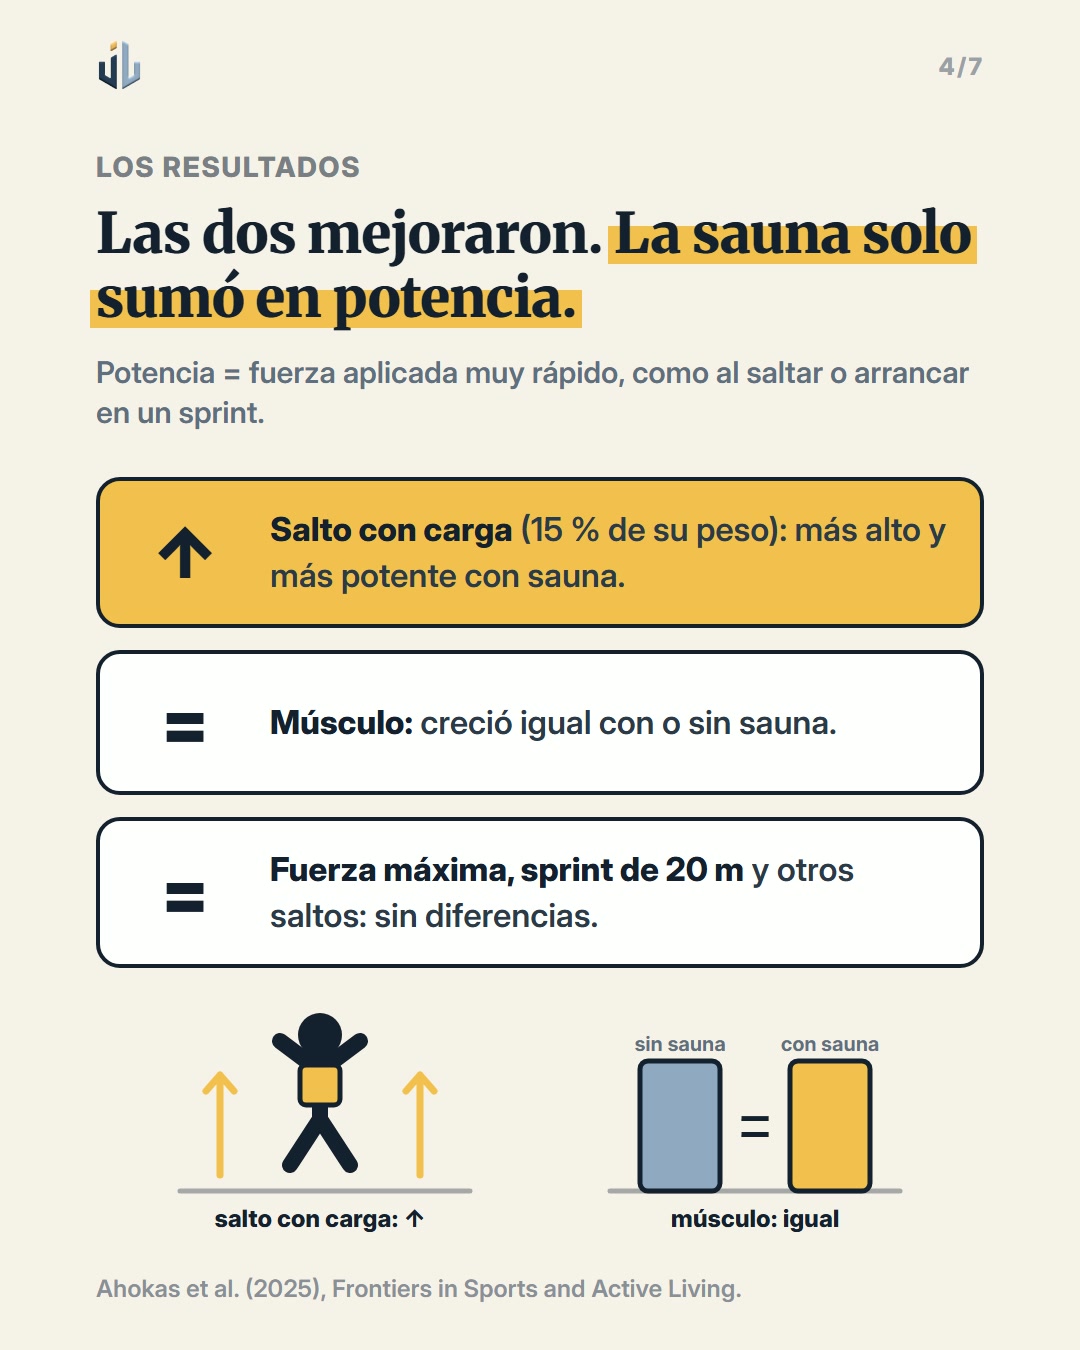 4/7
LOS RESULTADOS
Las dos mejoraron. La sauna solo
sumó en potencia.
Potencia = fuerza aplicada muy rápido, como al saltar o arrancar
en un sprint.
↑
Salto con carga (15 % de su peso): más alto y
más potente con sauna.
=
Músculo: creció igual con o sin sauna.
=
Fuerza máxima, sprint de 20 m y otros
saltos: sin diferencias.
salto con carga: ↑
sin sauna
con sauna
=
músculo: igual
Ahokas et al. (2025), Frontiers in Sports and Active Living.